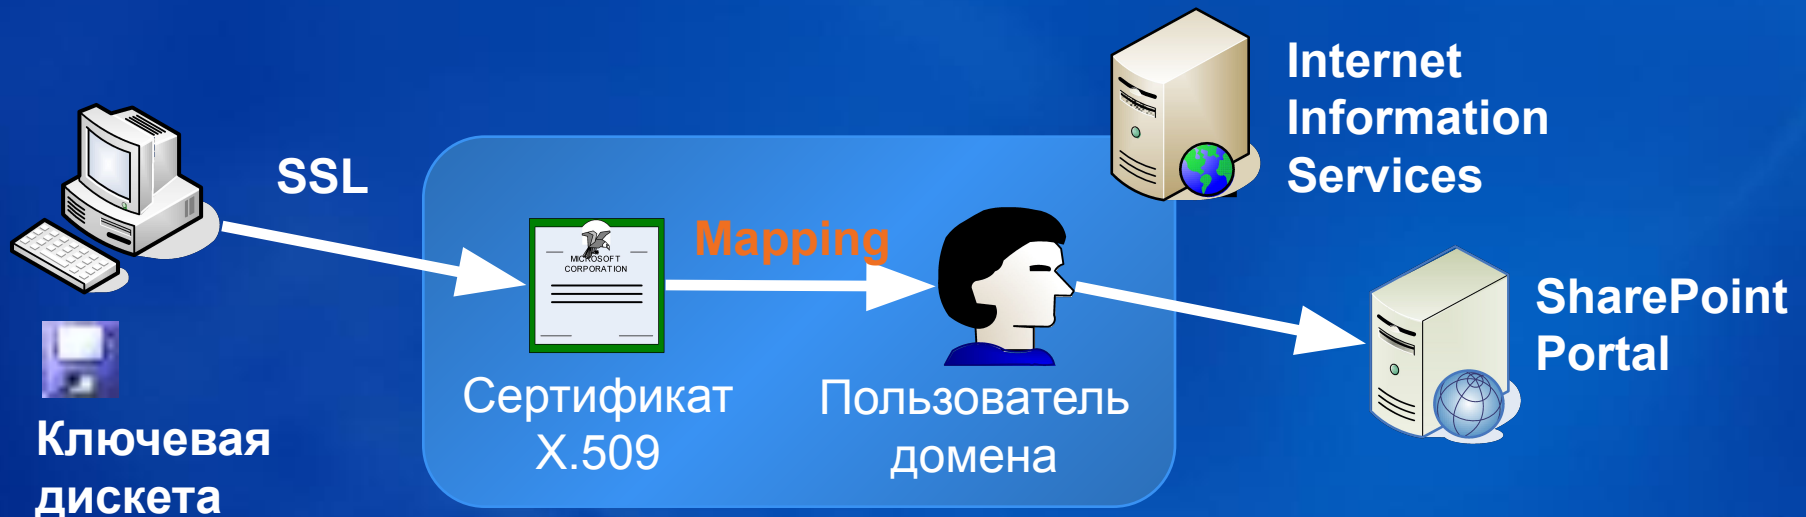 Internet
Information
Services
SSL
Mapping
MICROSOFT
CORPORATION
SharePoint
Portal
Сертификат
X.509
Пользователь
домена
Ключевая
дискета